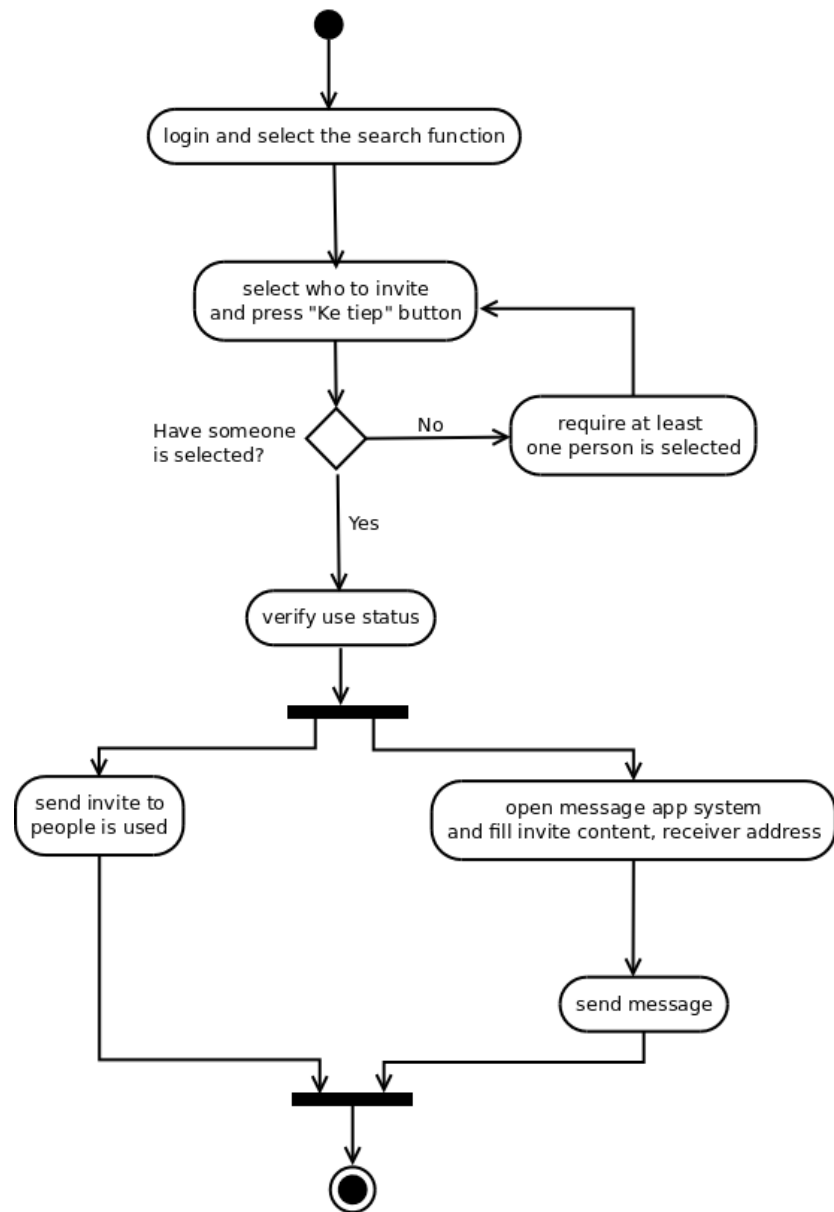 login and select the search function
select who to invite
and press "Ke tiep" button
Have someone
is selected?
No
require at least
one person is selected
Yes
verify use status
send invite to
people is used
open message app system
and fill invite content, receiver address
send message